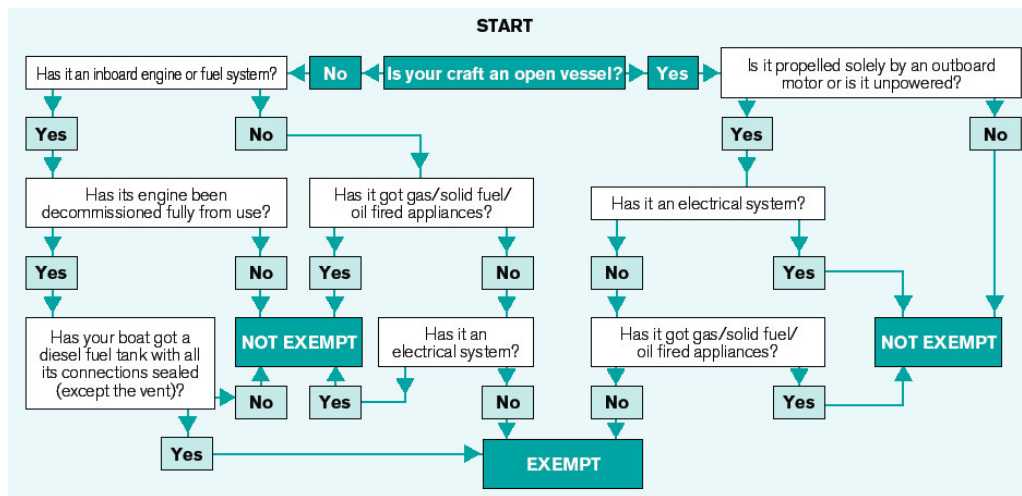 START
Has it an inboard engine or fuel system?
No
Is your craft an open vessel?
Yes
Is it propelled solely by an outboard
motor or is it unpowered?
Yes
No
Yes
No
Has its engine been
decommissioned fully from use?
Has it got gas/solid fuel/
oil fired appliances?
Has it an electrical system?
Yes
No
Yes
No
No
Yes
Has your boat got a
diesel fuel tank with all
its connections sealed
(except the vent)?
NOT EXEMPT
Has it an
electrical system?
Has it got gas/solid fuel/
oil fired appliances?
NOT EXEMPT
No
Yes
No
No
Yes
Yes
EXEMPT